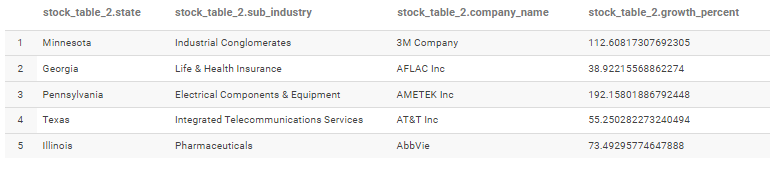 stock_table_2.state stock_table_2.sub_industry stock_table_2.company_name stock_table_2.growth_percent
1 Minnesota Industrial Conglomerates 3M Company 112.60817307692305
2 Georgia Life & Health Insurance AFLAC Inc 38.92215568862274
3 Pennsylvania Electrical Components & Equipment AMETEK Inc 192.15801886792448
4 Texas Integrated Telecommunications Services AT&T Inc 55.250282273240494
5 Illinois Pharmaceuticals AbbVie 73.49295774647888